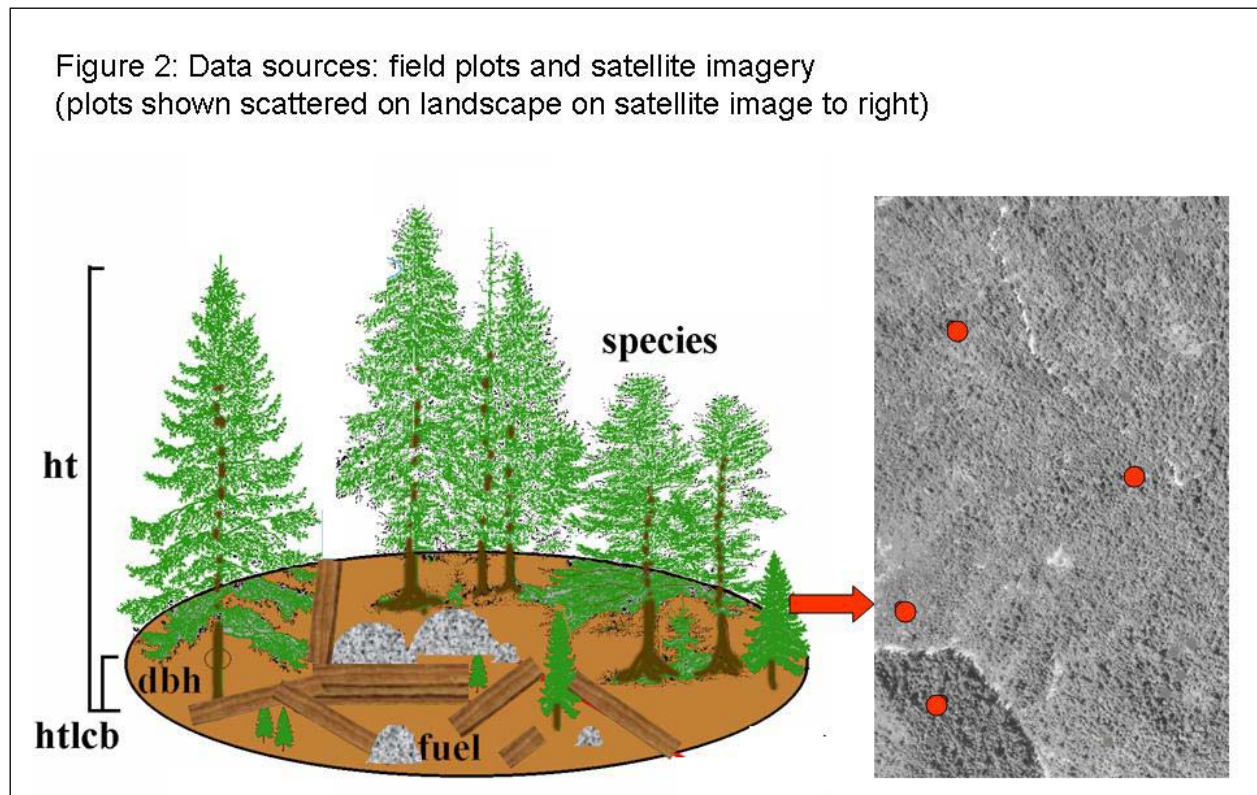 Figure 2: Data sources: field plots and satellite imagery
(plots shown scattered on landscape on satellite image to right)
species
ht
dbh
htlcb
fuel